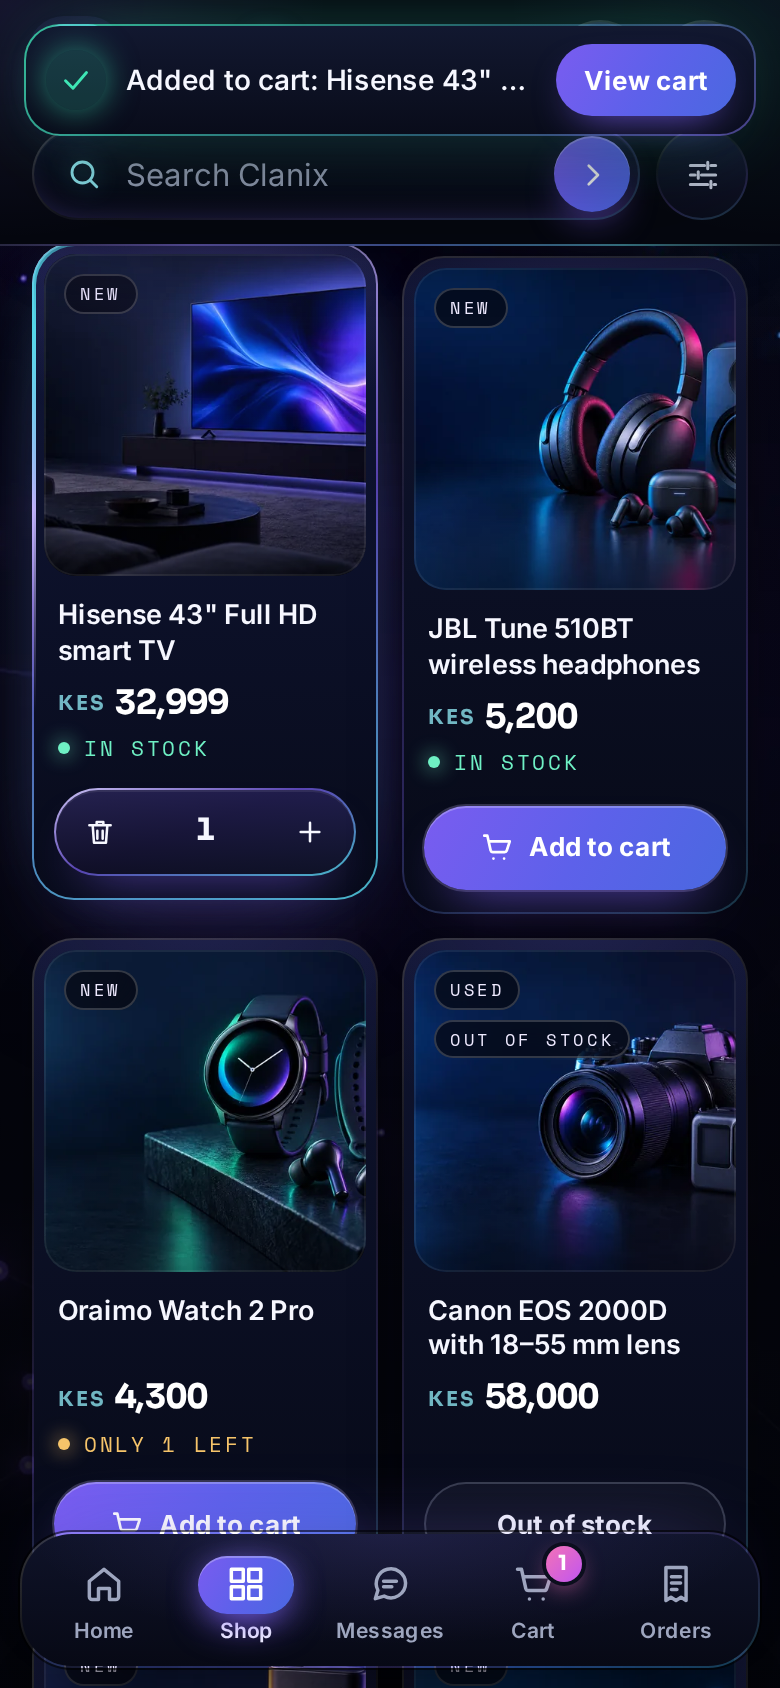 Added to cart: Hisense 43" ...
View cart
Search Clanix
NEW
NEW
Hisense 43" Full HD
smart TV
KES 32,999
IN STOCK
1
JBL Tune 510BT
wireless headphones
KES 5,200
IN STOCK
Add to cart
NEW
USED
OUT OF STOCK
Oraimo Watch 2 Pro
KES 4,300
ONLY 1 LEFT
Add to cart
Canon EOS 2000D
with 18–55 mm lens
KES 58,000
Out of stock
1
Home
Shop
Messages
Cart
Orders
NEW
NEW